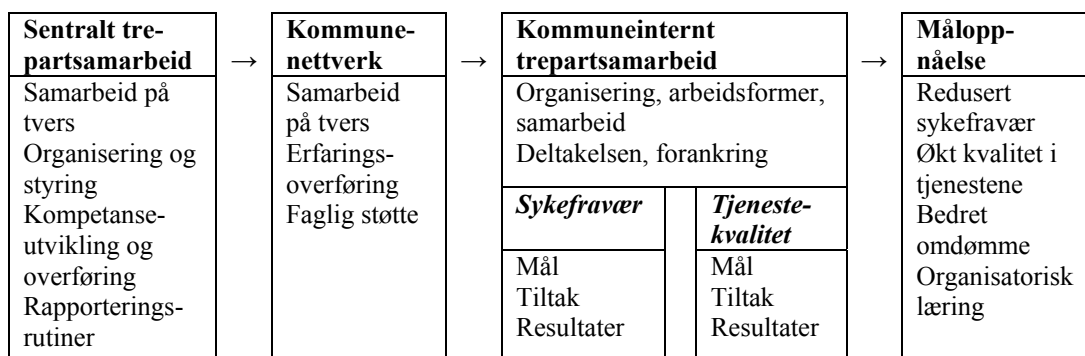 Sentralt tre-
partsamarbeid
Samarbeid på
tvers
Organisering og
styring
Kompetanse-
utvikling og
overføring
Rapporterings-
rutiner
→
Kommune-
nettverk
Samarbeid
på tvers
Erfarings-
overføring
Faglig støtte
→
Kommuneinternt
trepartsamarbeid
Organisering, arbeidsformer,
samarbeid
Deltakelsen, forankring
Sykefravær
Mål
Tiltak
Resultater
Tjeneste-
kvalitet
Mål
Tiltak
Resultater
→
Målopp-
nåelse
Redusert
sykefravær
Økt kvalitet i
tjenestene
Bedret
omdømme
Organisatorisk
læring